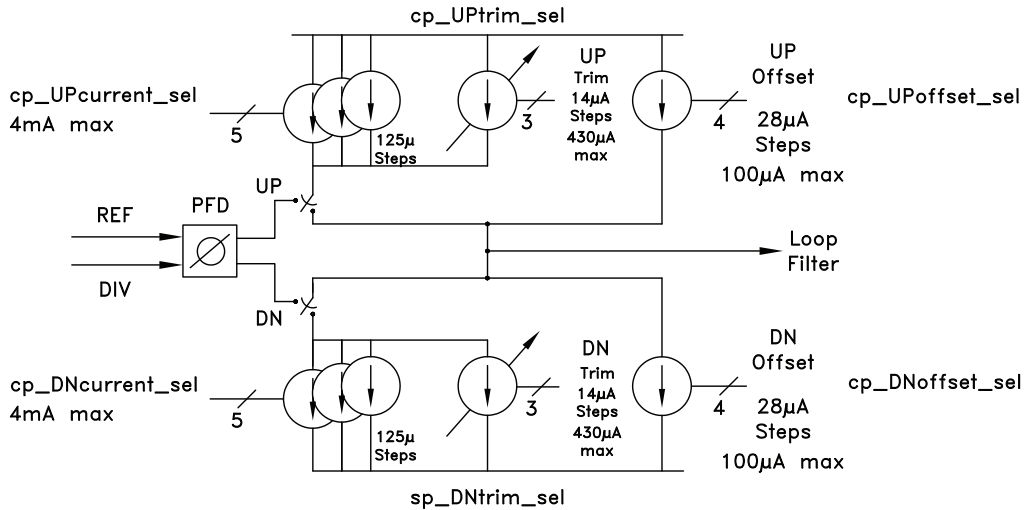 cp_UPtrim_sel
cp_UPcurrent_sel
4mA max
5
125μ
Steps
3
UP
Trim
14μA
Steps
430μA
max
4
UP
Offset
28μA
Steps
100μA max
cp_UPoffset_sel
UP
PFD
REF
DIV
DN
Loop
Filter
cp_DNcurrent_sel
4mA max
5
125μ
Steps
3
DN
Trim
14μA
Steps
430μA
max
4
DN
Offset
28μA
Steps
100μA max
cp_DNoffset_sel
sp_DNtrim_sel